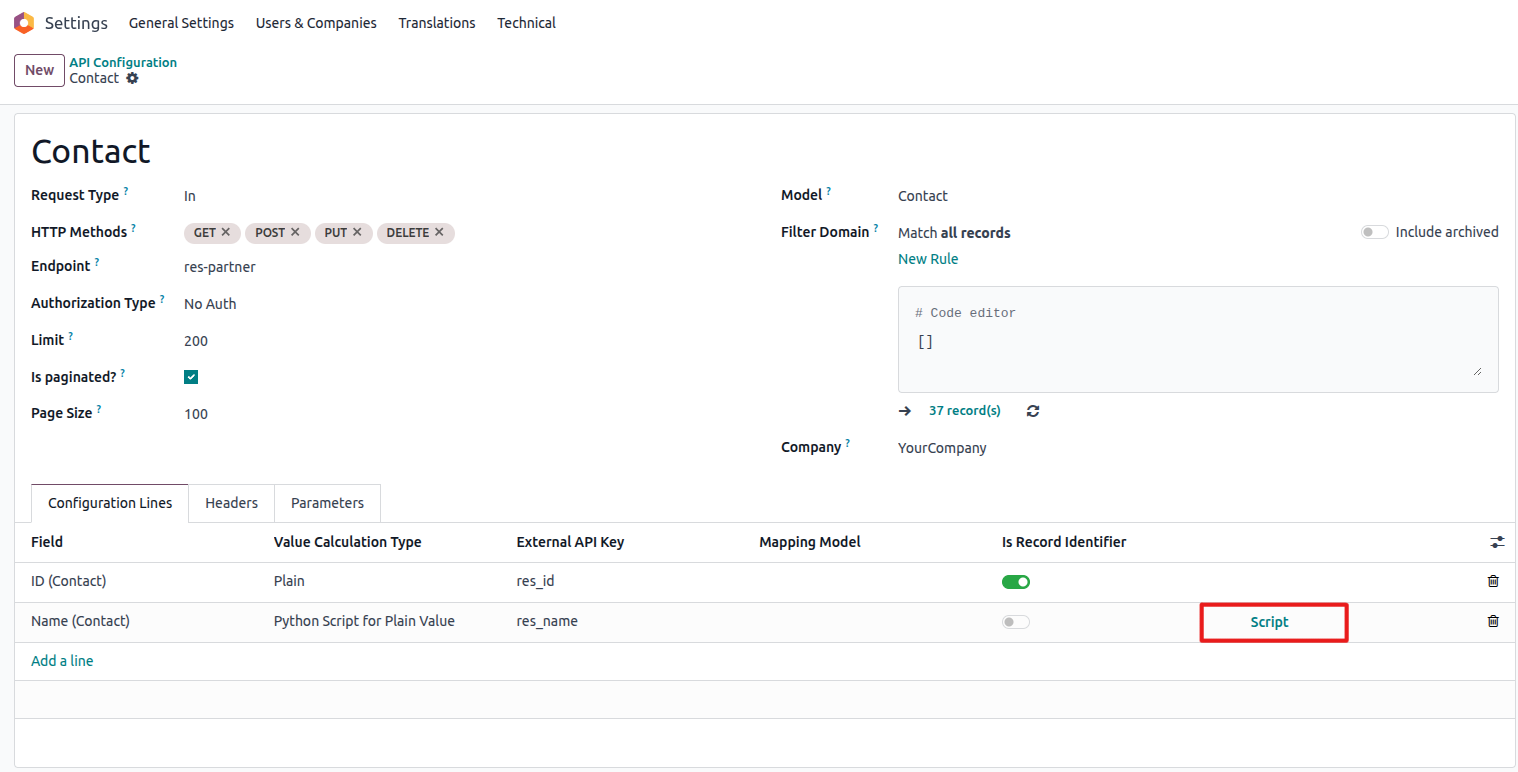 Settings General Settings Users & Companies Translations Technical
New API Configuration
Contact
Contact
Request Type ? In
Model ? Contact
HTTP Methods ? GET ✕ POST ✕ PUT ✕ DELETE ✕
Filter Domain ? Match all records Include archived
New Rule
Endpoint ? res-partner
Authorization Type ? No Auth
# Code editor
[]
Limit ? 200
Is paginated? ?
Page Size ? 100
37 record(s)
Company ? YourCompany
Configuration Lines Headers Parameters
Field Value Calculation Type External API Key Mapping Model Is Record Identifier
ID (Contact) Plain res_id
Name (Contact) Python Script for Plain Value res_name Script
Add a line